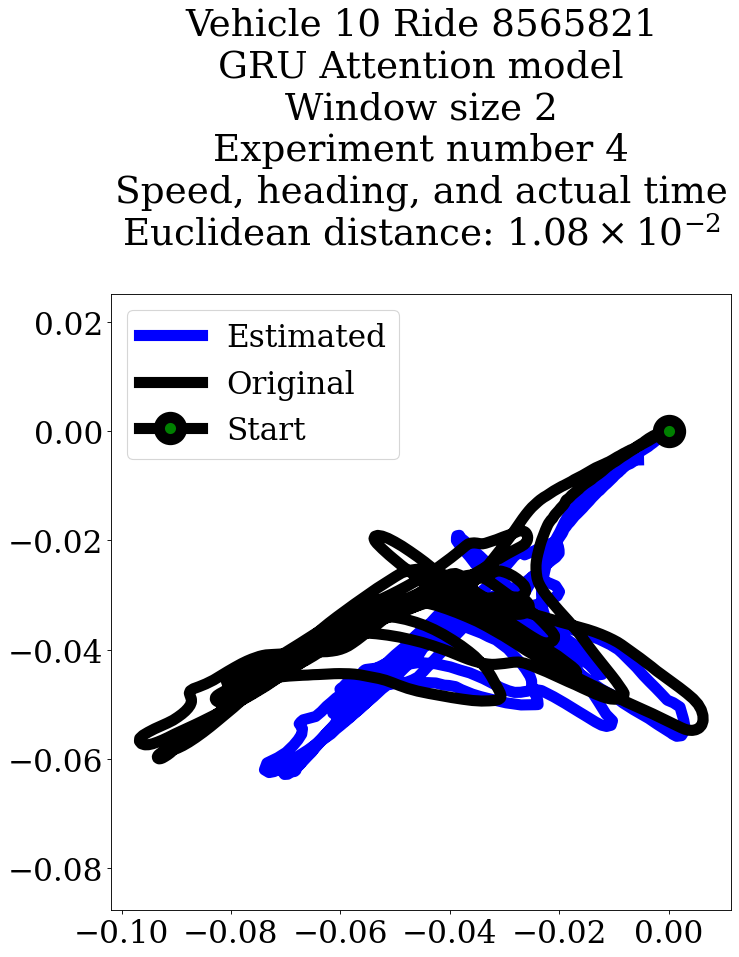 Vehicle 10 Ride 8565821
GRU Attention model
Window size 2
Experiment number 4
Speed, heading, and actual time
Euclidean distance: 1.08 × 10⁻²
Estimated
Original
Start
0.02
0.00
−0.02
−0.04
−0.06
−0.08
−0.10 −0.08 −0.06 −0.04 −0.02 0.00